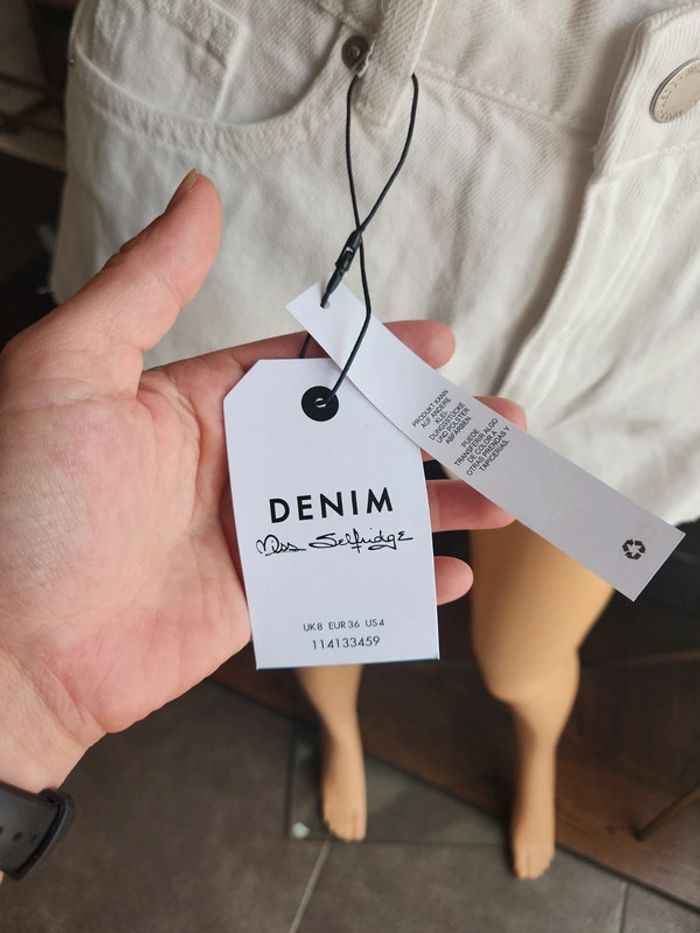 DENIM
Miss Selfridge
UK8 EUR36 US4
114133459
PRODUKT KANN
AUF ANDERE
KLEI-
DUNGSSTÜCKE
UND POLSTER
ABFÄRBEN.
PUEDE
TRANSFERIR ALGO
DE COLOR A
OTRAS PRENDAS Y
TAPICERÍAS.